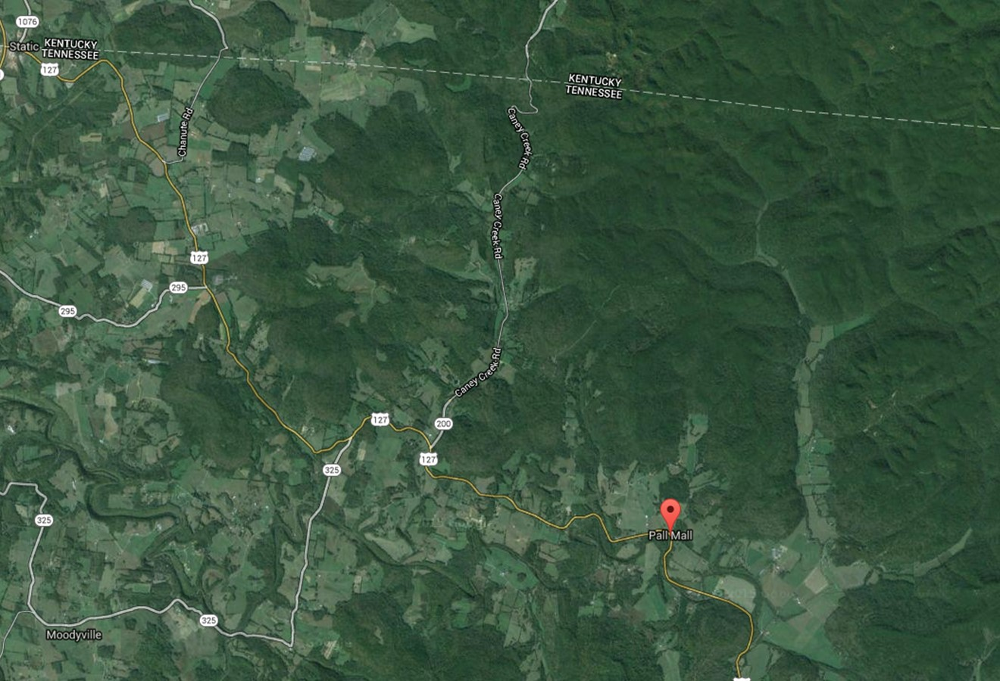 1076
Static
KENTUCKY
TENNESSEE
127
KENTUCKY
TENNESSEE
Chanute Rd
Caney Creek Rd
Caney Creek Rd
127
295
295
Caney Creek Rd
127
200
127
325
325
Pall Mall
325
Moodyville